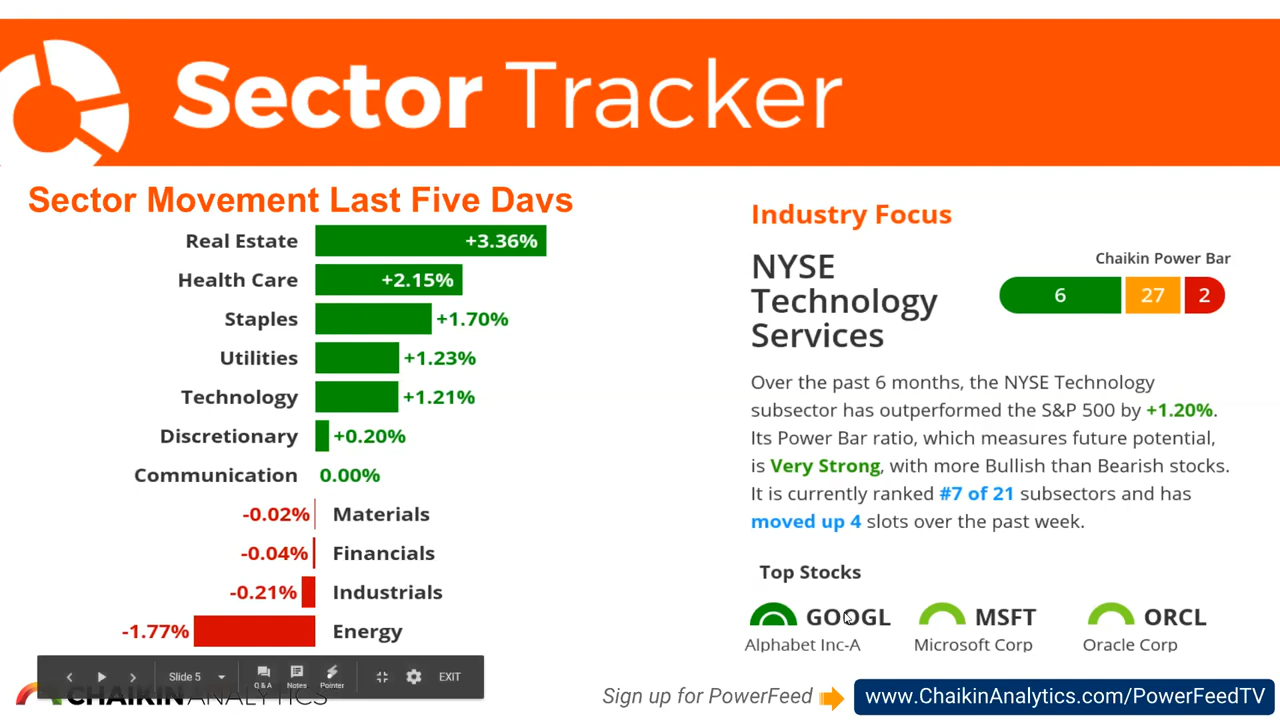 Sector Tracker
Sector Movement Last Five Days
Real Estate +3.36%
Health Care +2.15%
Staples +1.70%
Utilities +1.23%
Technology +1.21%
Discretionary +0.20%
Communication 0.00%
-0.02% Materials
-0.04% Financials
-0.21% Industrials
-1.77% Energy
Industry Focus
NYSE
Technology
Services
Chaikin Power Bar
6 27 2
Over the past 6 months, the NYSE Technology
subsector has outperformed the S&P 500 by +1.20%.
Its Power Bar ratio, which measures future potential,
is Very Strong, with more Bullish than Bearish stocks.
It is currently ranked #7 of 21 subsectors and has
moved up 4 slots over the past week.
Top Stocks
GOOGL MSFT ORCL
Alphabet Inc-A Microsoft Corp Oracle Corp
Slide 5 Q & A Notes Pointer EXIT
CHAIKIN ANALYTICS
Sign up for PowerFeed www.ChaikinAnalytics.com/PowerFeedTV